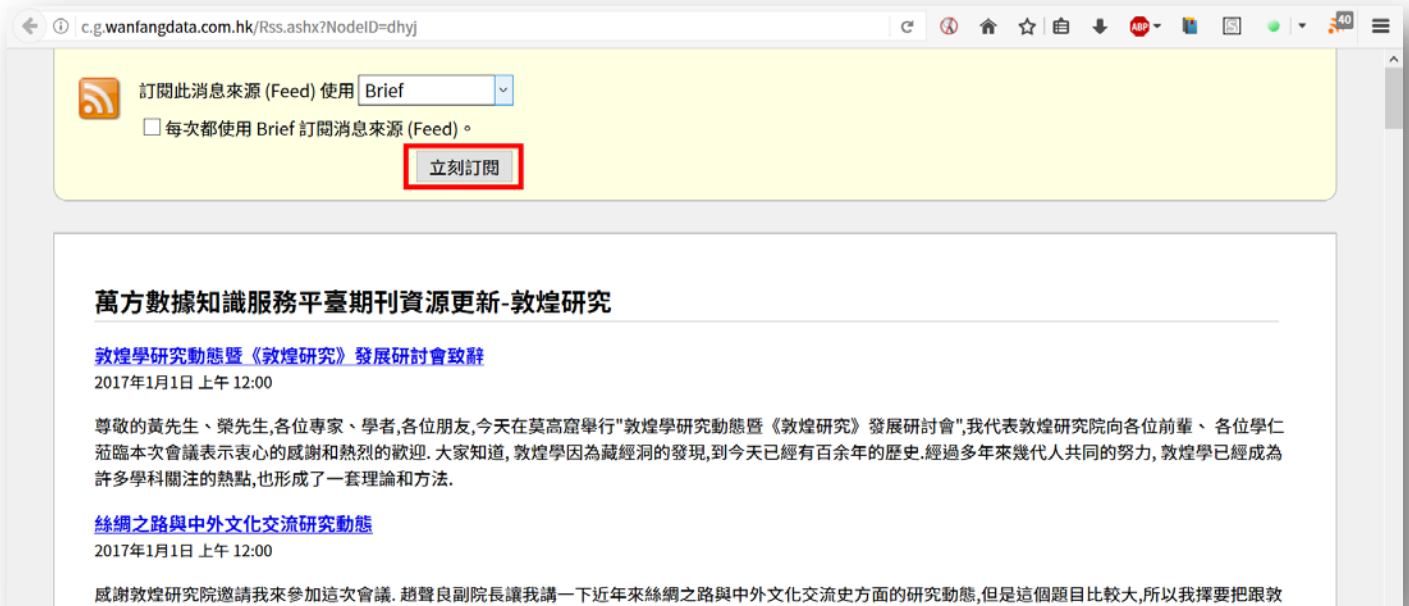 c.g.wanfangdata.com.hk/Rss.ashx?NodeID=dhyj
ABP
S
40
訂閱此消息來源 (Feed) 使用 Brief
每次都使用 Brief 訂閱消息來源 (Feed)。
立刻訂閱
萬方數據知識服務平臺期刊資源更新-敦煌研究
敦煌學研究動態暨《敦煌研究》發展研討會致辭
2017年1月1日 上午 12:00
尊敬的黃先生、榮先生,各位專家、學者,各位朋友,今天在莫高窟舉行"敦煌學研究動態暨《敦煌研究》發展研討會",我代表敦煌研究院向各位前輩、 各位學仁
蒞臨本次會議表示衷心的感謝和熱烈的歡迎. 大家知道, 敦煌學因為藏經洞的發現,到今天已經有百余年的歷史.經過多年來幾代人共同的努力, 敦煌學已經成為
許多學科關注的熱點,也形成了一套理論和方法.
絲綢之路與中外文化交流研究動態
2017年1月1日 上午 12:00
感謝敦煌研究院邀請我來參加這次會議. 趙聲良副院長讓我講一下近年來絲綢之路與中外文化交流史方面的研究動態,但是這個題目比較大,所以我擇要把跟敦